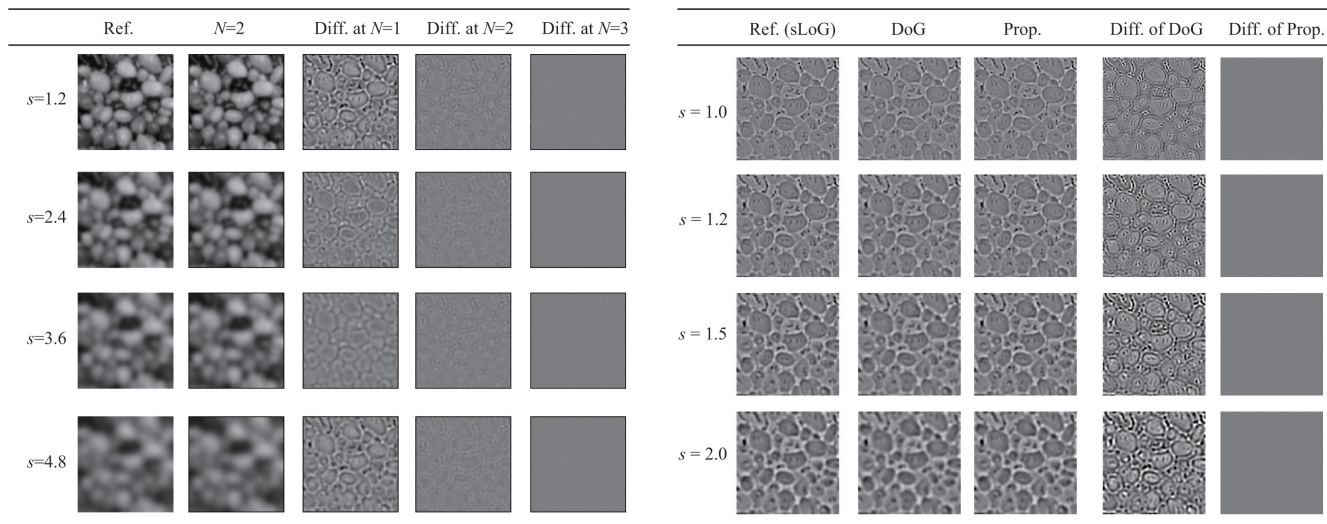 Ref. N=2 Diff. at N=1 Diff. at N=2 Diff. at N=3
s=1.2
s=2.4
s=3.6
s=4.8
Ref. (sLoG) DoG Prop. Diff. of DoG Diff. of Prop.
s = 1.0
s = 1.2
s = 1.5
s = 2.0